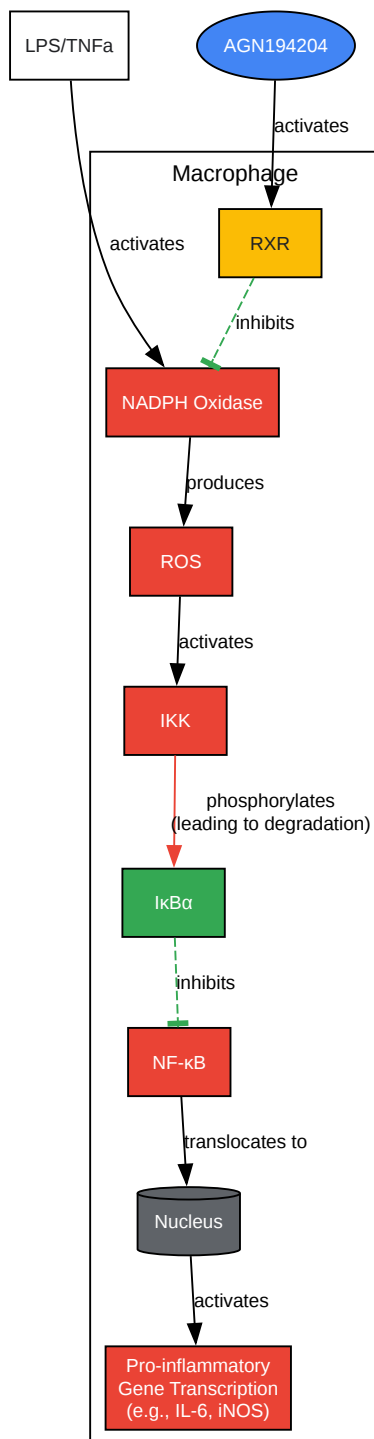 LPS/TNFa
AGN194204
activates
Macrophage
activates
RXR
inhibits
NADPH Oxidase
produces
ROS
activates
IKK
phosphorylates
(leading to degradation)
IκBα
inhibits
NF-κB
translocates to
Nucleus
activates
Pro-inflammatory
Gene Transcription
(e.g., IL-6, iNOS)